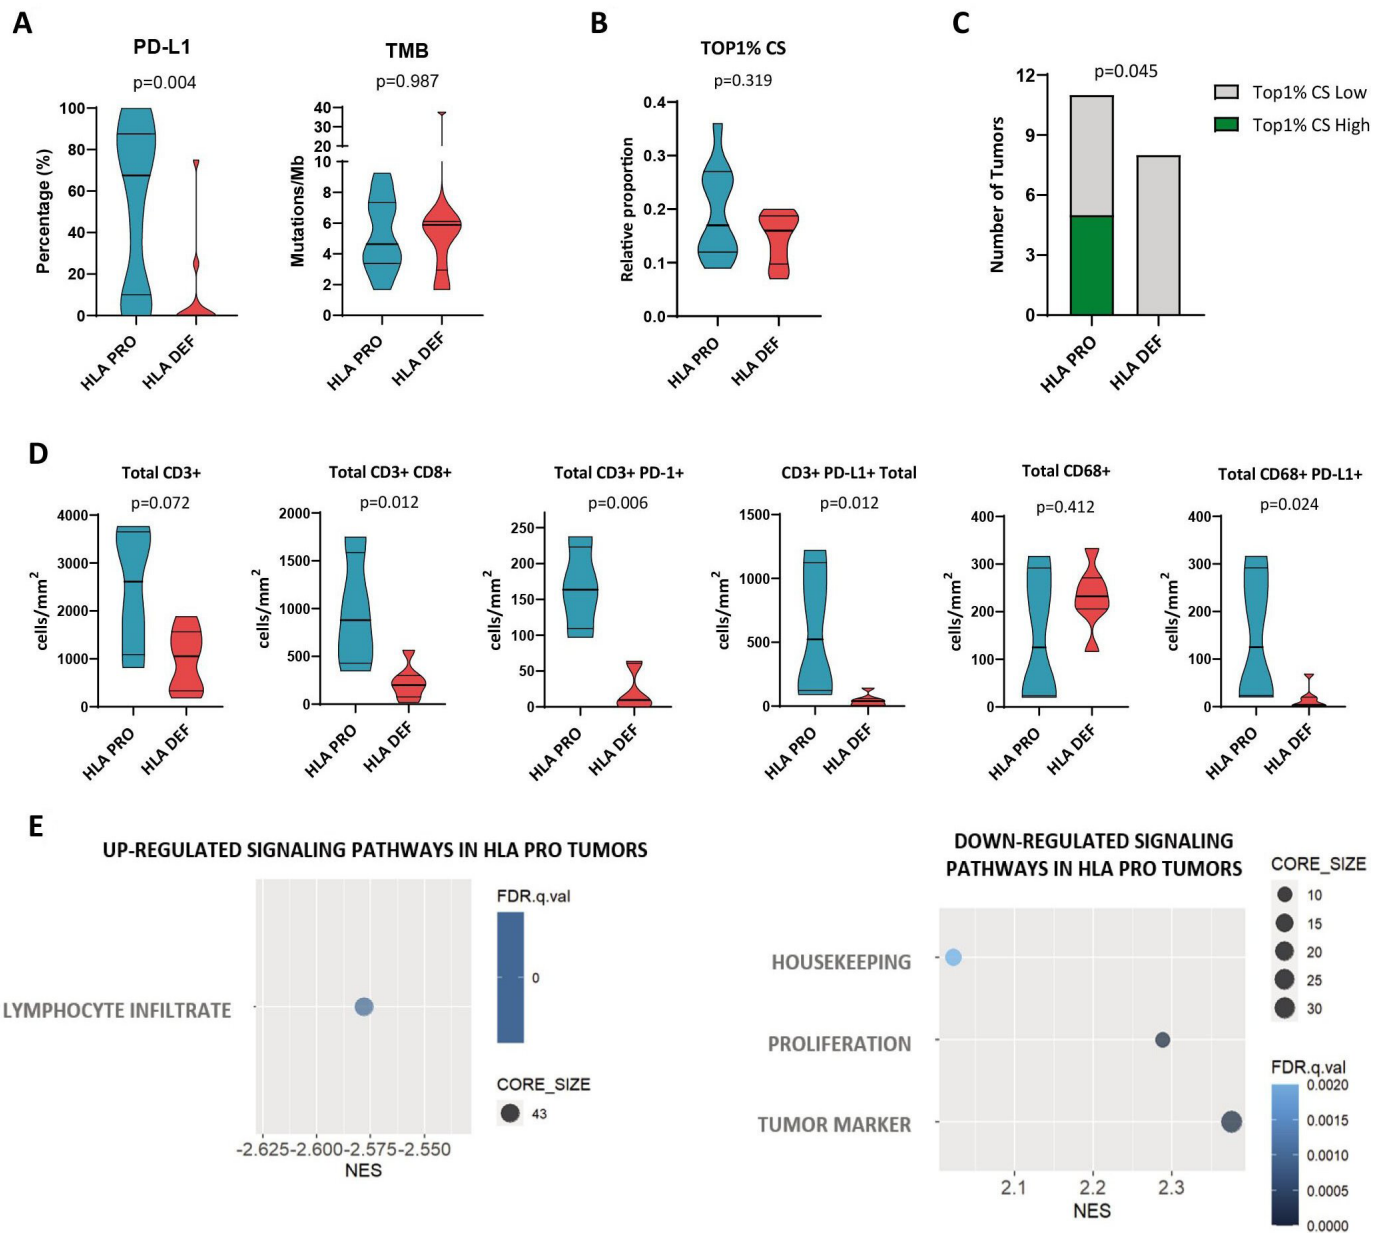 A
PD-L1
p=0.004
Percentage (%)
100
80
60
40
20
0
HLA PRO
HLA DEF
TMB
p=0.987
Mutations/Mb
40
30
20
10
8
6
4
2
0
HLA PRO
HLA DEF
B
TOP1% CS
p=0.319
Relative proportion
0.4
0.3
0.2
0.1
0.0
HLA PRO
HLA DEF
C
p=0.045
Number of Tumors
12
9
6
3
0
HLA PRO
HLA DEF
Top1% CS Low
Top1% CS High
D
Total CD3+
p=0.072
cells/mm2
4000
3000
2000
1000
0
HLA PRO
HLA DEF
Total CD3+ CD8+
p=0.012
cells/mm2
2000
1500
1000
500
0
HLA PRO
HLA DEF
Total CD3+ PD-1+
p=0.006
cells/mm2
250
200
150
100
50
0
HLA PRO
HLA DEF
CD3+ PD-L1+ Total
p=0.012
cells/mm2
1500
1000
500
0
HLA PRO
HLA DEF
Total CD68+
p=0.412
cells/mm2
400
300
200
100
0
HLA PRO
HLA DEF
Total CD68+ PD-L1+
p=0.024
cells/mm2
400
300
200
100
0
HLA PRO
HLA DEF
E
UP-REGULATED SIGNALING PATHWAYS IN HLA PRO TUMORS
LYMPHOCYTE INFILTRATE
-2.625 -2.600 -2.575 -2.550
NES
FDR.q.val
0
CORE_SIZE
43
DOWN-REGULATED SIGNALING
PATHWAYS IN HLA PRO TUMORS
HOUSEKEEPING
PROLIFERATION
TUMOR MARKER
2.1 2.2 2.3
NES
CORE_SIZE
10
15
20
25
30
FDR.q.val
0.0020
0.0015
0.0010
0.0005
0.0000